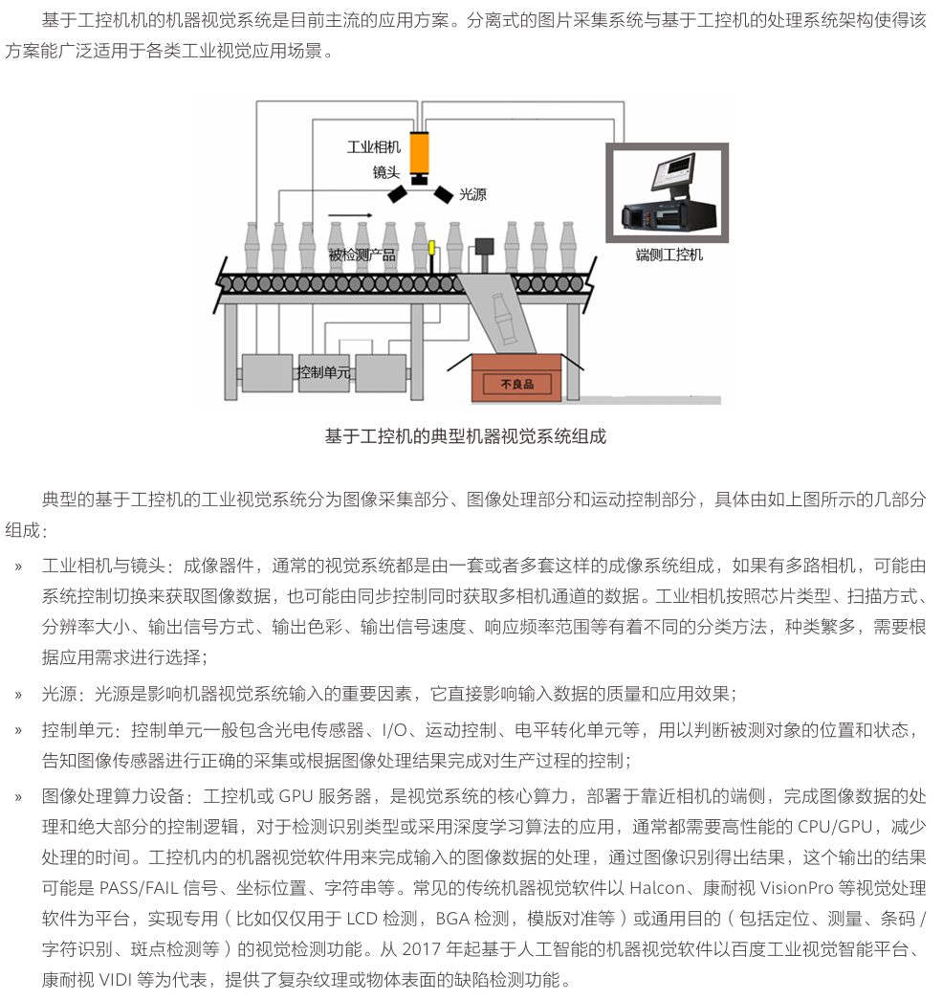 基于工控机机的机器视觉系统是目前主流的应用方案。分离式的图片采集系统与基于工控机的处理系统架构使得该
方案能广泛适用于各类工业视觉应用场景。
工业相机
镜头
光源
被检测产品
端侧工控机
控制单元
不良品
基于工控机的典型机器视觉系统组成
典型的基于工控机的工业视觉系统分为图像采集部分、图像处理部分和运动控制部分，具体由如上图所示的几部分
组成：
» 工业相机与镜头：成像器件，通常的视觉系统都是由一套或者多套这样的成像系统组成，如果有多路相机，可能由
系统控制切换来获取图像数据，也可能由同步控制同时获取多相机通道的数据。工业相机按照芯片类型、扫描方式、
分辨率大小、输出信号方式、输出色彩、输出信号速度、响应频率范围等有着不同的分类方法，种类繁多，需要根
据应用需求进行选择；
» 光源：光源是影响机器视觉系统输入的重要因素，它直接影响输入数据的质量和应用效果；
» 控制单元：控制单元一般包含光电传感器、I/O、运动控制、电平转化单元等，用以判断被测对象的位置和状态，
告知图像传感器进行正确的采集或根据图像处理结果完成对生产过程的控制；
» 图像处理算力设备：工控机或 GPU 服务器，是视觉系统的核心算力，部署于靠近相机的端侧，完成图像数据的处
理和绝大部分的控制逻辑，对于检测识别类型或采用深度学习算法的应用，通常都需要高性能的 CPU/GPU，减少
处理的时间。工控机内的机器视觉软件用来完成输入的图像数据的处理，通过图像识别得出结果，这个输出的结果
可能是 PASS/FAIL 信号、坐标位置、字符串等。常见的传统机器视觉软件以 Halcon、康耐视 VisionPro 等视觉处理
软件为平台，实现专用（比如仅仅用于 LCD 检测，BGA 检测，模版对准等）或通用目的（包括定位、测量、条码 /
字符识别、斑点检测等）的视觉检测功能。从 2017 年起基于人工智能的机器视觉软件以百度工业视觉智能平台、
康耐视 VIDI 等为代表，提供了复杂纹理或物体表面的缺陷检测功能。